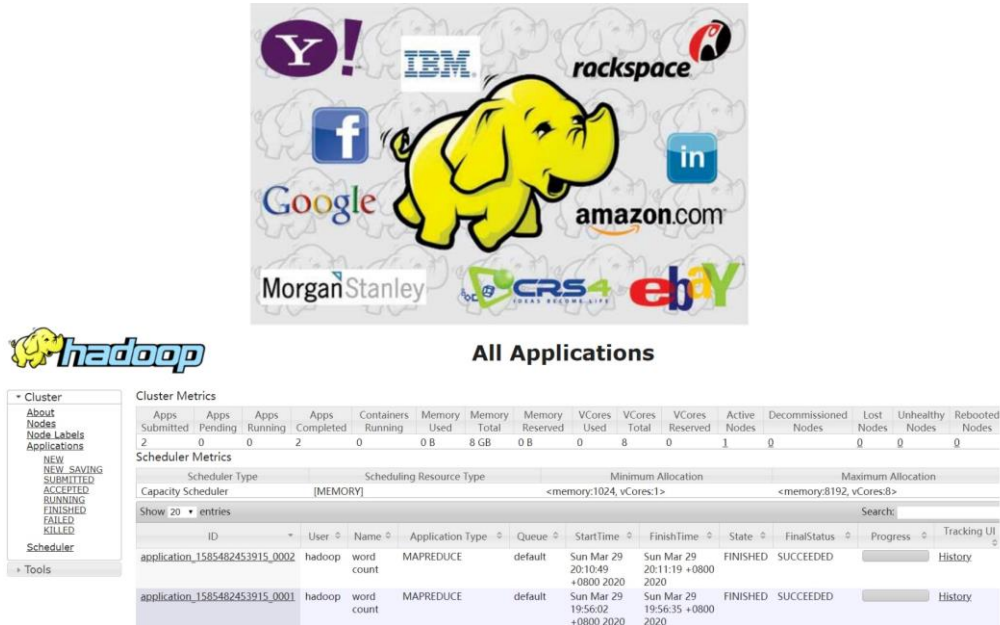 Y!
IBM.
rackspace
f
in
Google
amazon.com
Morgan Stanley
CRS4
IDEAS BECOME LIFE
ebay
hadoop
All Applications
Cluster
About
Nodes
Node Labels
Applications
NEW
NEW_SAVING
SUBMITTED
ACCEPTED
RUNNING
FINISHED
FAILED
KILLED
Scheduler
Tools
Cluster Metrics
Apps Apps Apps Apps Containers Memory Memory Memory VCores VCores VCores Active Decommissioned Lost Unhealthy Rebooted
Submitted Pending Running Completed Running Used Total Reserved Used Total Reserved Nodes Nodes Nodes Nodes Nodes
2 0 0 2 0 0 B 8 GB 0 B 0 8 0 1 0 0 0 0
Scheduler Metrics
Scheduler Type Scheduling Resource Type Minimum Allocation Maximum Allocation
Capacity Scheduler [MEMORY] <memory:1024, vCores:1> <memory:8192, vCores:8>
Show 20 entries Search:
ID User Name Application Type Queue StartTime FinishTime State FinalStatus Progress Tracking UI
application_1585482453915_0002 hadoop word MAPREDUCE default Sun Mar 29 Sun Mar 29 FINISHED SUCCEEDED History
count 20:10:49 20:11:19 +0800
+0800 2020 2020
application_1585482453915_0001 hadoop word MAPREDUCE default Sun Mar 29 Sun Mar 29 FINISHED SUCCEEDED History
count 19:56:02 19:56:35 +0800
+0800 2020 2020